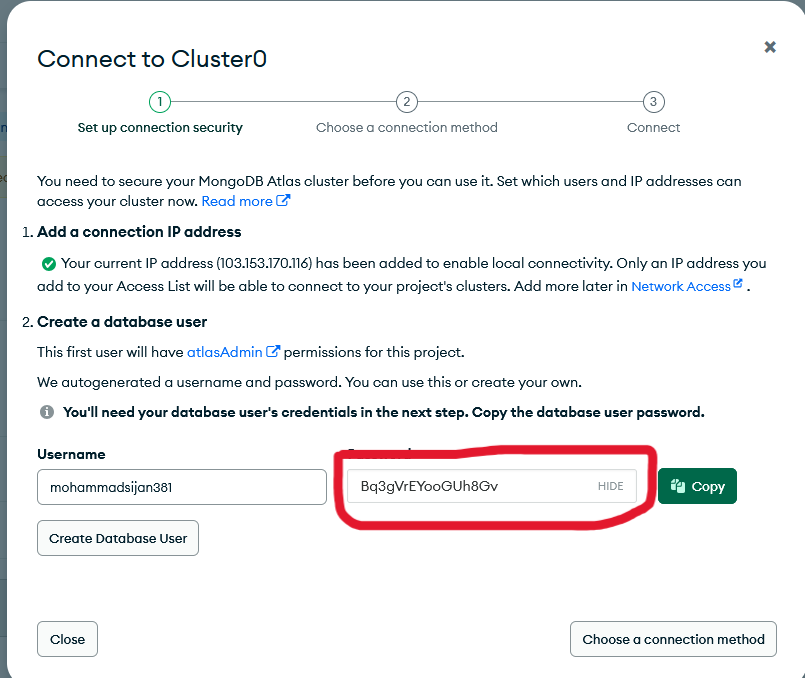 Connect to Cluster0
1
2
3
Set up connection security
Choose a connection method
Connect
You need to secure your MongoDB Atlas cluster before you can use it. Set which users and IP addresses can
access your cluster now. Read more
1. Add a connection IP address
Your current IP address (103.153.170.116) has been added to enable local connectivity. Only an IP address you
add to your Access List will be able to connect to your project's clusters. Add more later in Network Access .
2. Create a database user
This first user will have atlasAdmin permissions for this project.
We autogenerated a username and password. You can use this or create your own.
You'll need your database user's credentials in the next step. Copy the database user password.
Username
Password
mohammadsijan381
Bq3gVrEYooGUh8Gv HIDE
Copy
Create Database User
Close
Choose a connection method